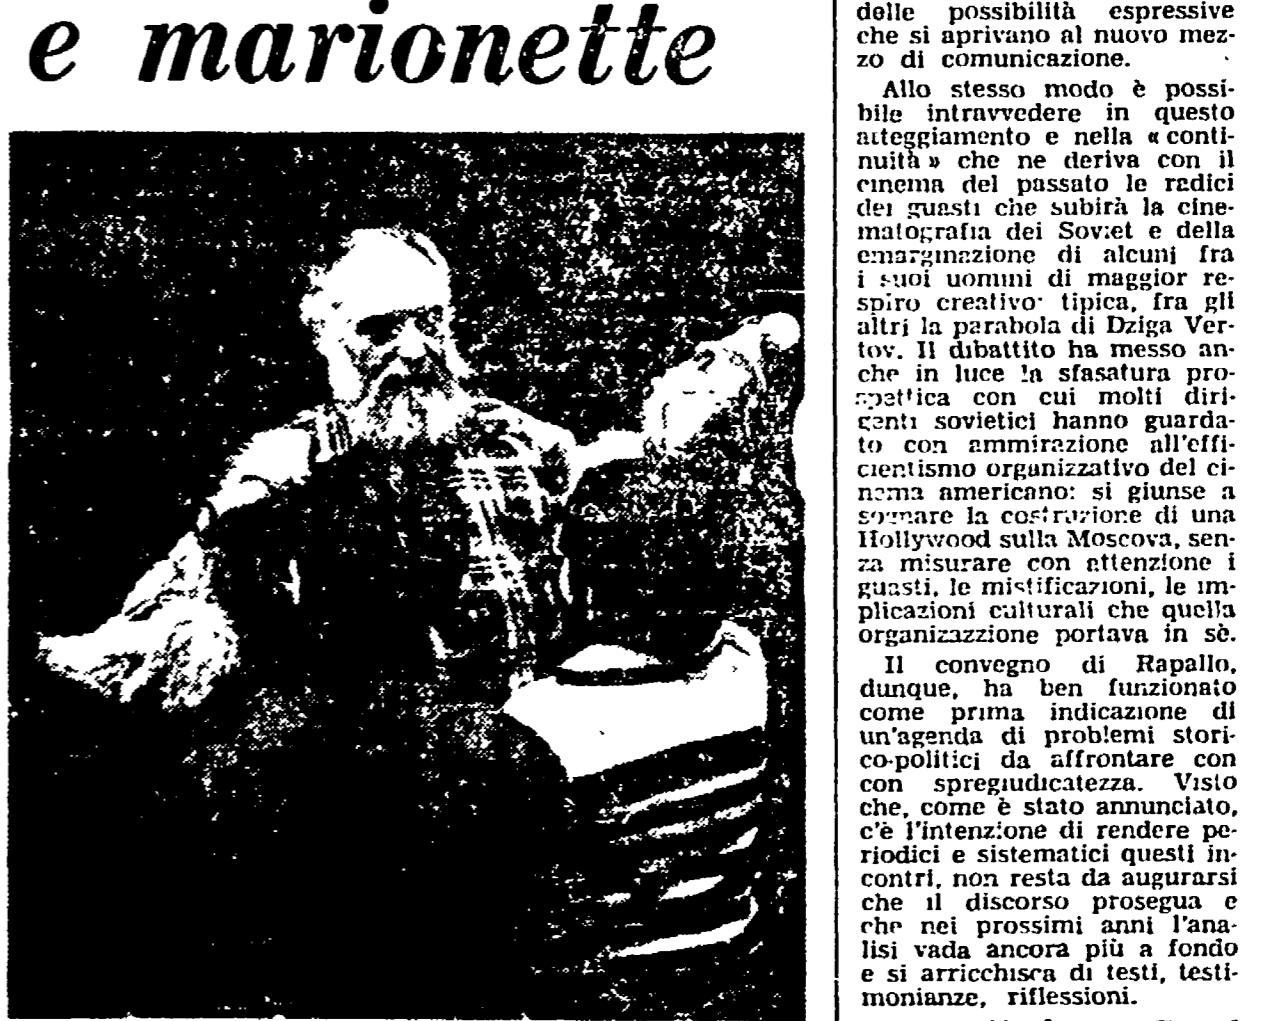 e marionette
delle possibilità espressive
che si aprivano al nuovo mez-
zo di comunicazione.
Allo stesso modo è possi-
bile intravvedere in questo
atteggiamento e nella « conti-
nuità » che ne deriva con il
cinema del passato le radici
dei guasti che subirà la cine-
matografia dei Soviet e della
emarginazione di alcuni fra
i suoi uomini di maggior re-
spiro creativo· tipica, fra gli
altri la parabola di Dziga Ver-
tov. Il dibattito ha messo an-
che in luce la sfasatura pro-
spettica con cui molti diri-
genti sovietici hanno guarda-
to con ammirazione all'effi-
cientismo organizzativo del ci-
nema americano: si giunse a
sognare la costruzione di una
Hollywood sulla Moscova, sen-
za misurare con attenzione i
guasti, le mistificazioni, le im-
plicazioni culturali che quella
organizazzione portava in sè.
Il convegno di Rapallo,
dunque, ha ben funzionato
come prima indicazione di
un'agenda di problemi stori-
co-politici da affrontare con
con spregiudicatezza. Visto
che, come è stato annunciato,
c'è l'intenzione di rendere pe-
riodici e sistematici questi in-
contri, non resta da augurarsi
che il discorso prosegua e
che nei prossimi anni l'ana-
lisi vada ancora più a fondo
e si arricchisca di testi, testi-
monianze, riflessioni.